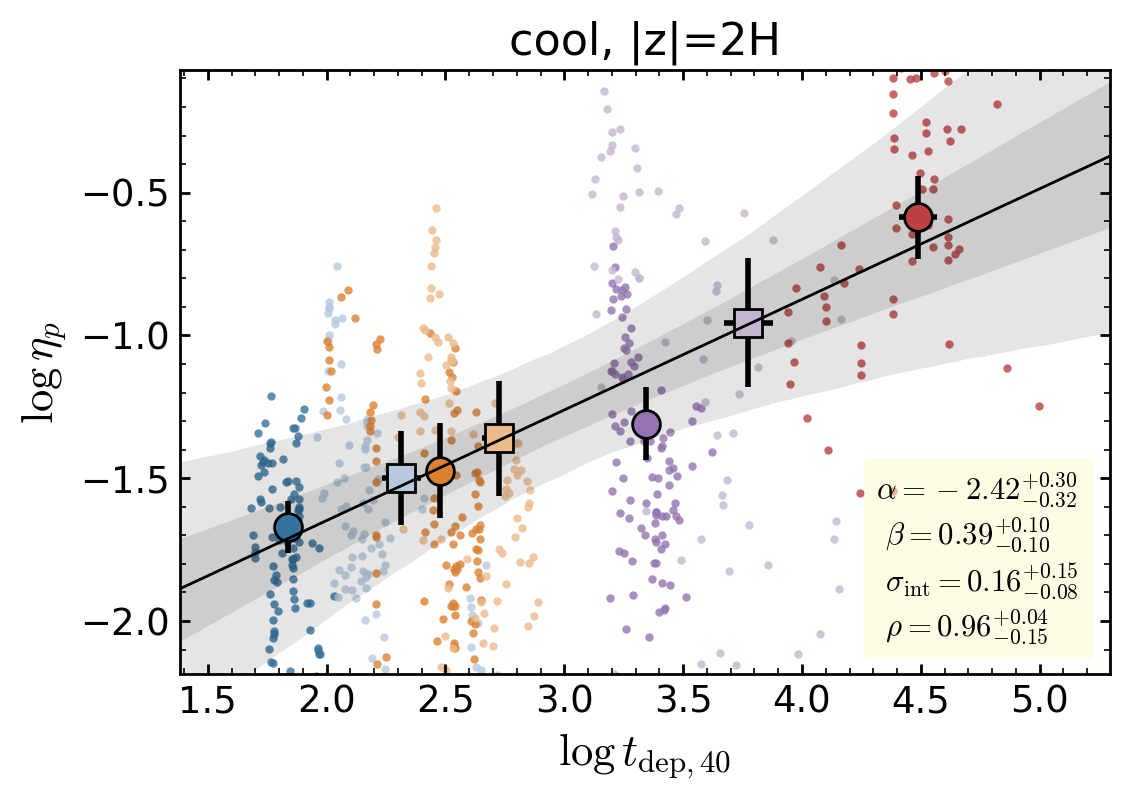 cool, |z|=2H
log η_p
−0.5
−1.0
−1.5
−2.0
α = −2.42^{+0.30}_{−0.32}
β = 0.39^{+0.10}_{−0.10}
σ_int = 0.16^{+0.15}_{−0.08}
ρ = 0.96^{+0.04}_{−0.15}
1.5 2.0 2.5 3.0 3.5 4.0 4.5 5.0
log t_{dep, 40}